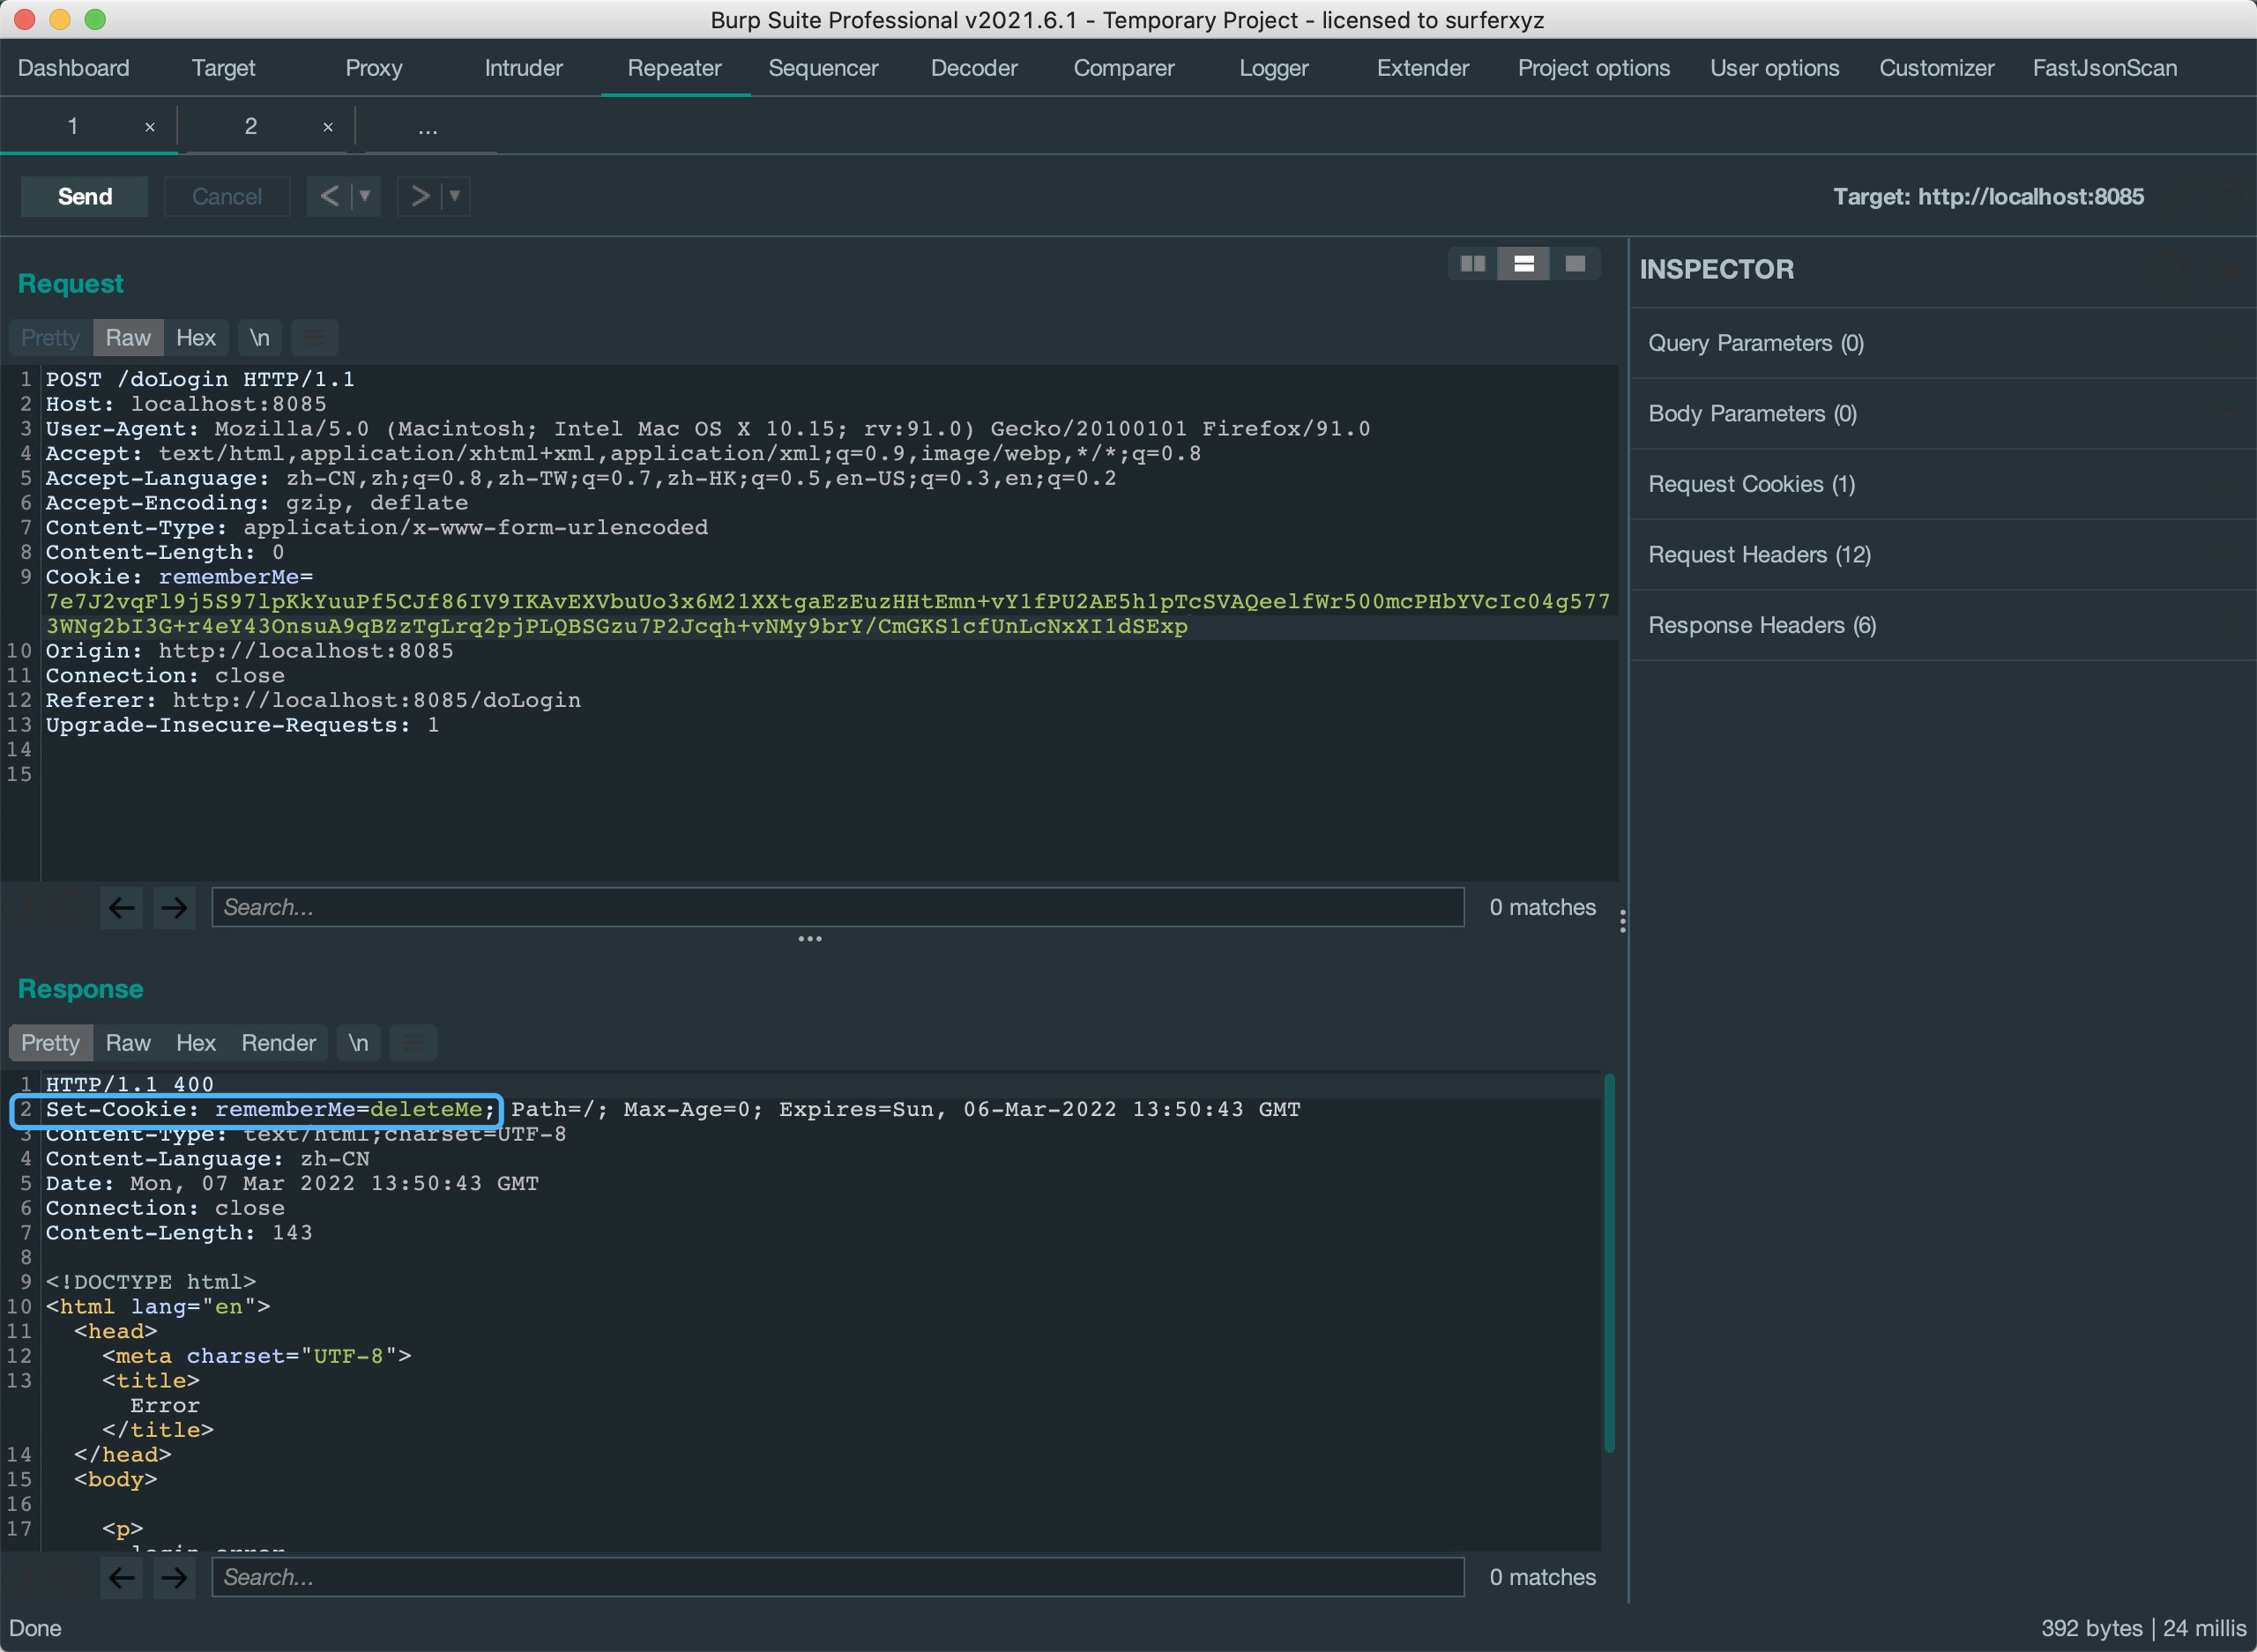 Burp Suite Professional v2021.6.1 - Temporary Project - licensed to surferxyz
Dashboard Target Proxy Intruder Repeater Sequencer Decoder Comparer Logger Extender Project options User options Customizer FastJsonScan
1 × 2 × ...
Send Cancel < > Target: http://localhost:8085
Request
Pretty Raw Hex \n
1 POST /doLogin HTTP/1.1
2 Host: localhost:8085
3 User-Agent: Mozilla/5.0 (Macintosh; Intel Mac OS X 10.15; rv:91.0) Gecko/20100101 Firefox/91.0
4 Accept: text/html,application/xhtml+xml,application/xml;q=0.9,image/webp,*/*;q=0.8
5 Accept-Language: zh-CN,zh;q=0.8,zh-TW;q=0.7,zh-HK;q=0.5,en-US;q=0.3,en;q=0.2
6 Accept-Encoding: gzip, deflate
7 Content-Type: application/x-www-form-urlencoded
8 Content-Length: 0
9 Cookie: rememberMe=
7e7J2vqFl9j5S97lpKkYuuPf5CJf86IV9IKAvEXVbuUo3x6M21XXtgaEzEuzHHtEmn+vY1fPU2AE5h1pTcSVAQeelfWr500mcPHbYVcIc04g577
3WNg2bI3G+r4eY43OnsuA9qBZzTgLrq2pjPLQBSGzu7P2Jcqh+vNMy9brY/CmGKS1cfUnLcNxXI1dSExp
10 Origin: http://localhost:8085
11 Connection: close
12 Referer: http://localhost:8085/doLogin
13 Upgrade-Insecure-Requests: 1
14
15
Search... 0 matches
Response
Pretty Raw Hex Render \n
1 HTTP/1.1 400
2 Set-Cookie: rememberMe=deleteMe; Path=/; Max-Age=0; Expires=Sun, 06-Mar-2022 13:50:43 GMT
3 Content-Type: text/html;charset=UTF-8
4 Content-Language: zh-CN
5 Date: Mon, 07 Mar 2022 13:50:43 GMT
6 Connection: close
7 Content-Length: 143
8
9 <!DOCTYPE html>
10 <html lang="en">
11 <head>
12 <meta charset="UTF-8">
13 <title>
Error
</title>
14 </head>
15 <body>
16
17 <p>
login error
Search... 0 matches
Done 392 bytes | 24 millis
INSPECTOR
Query Parameters (0)
Body Parameters (0)
Request Cookies (1)
Request Headers (12)
Response Headers (6)